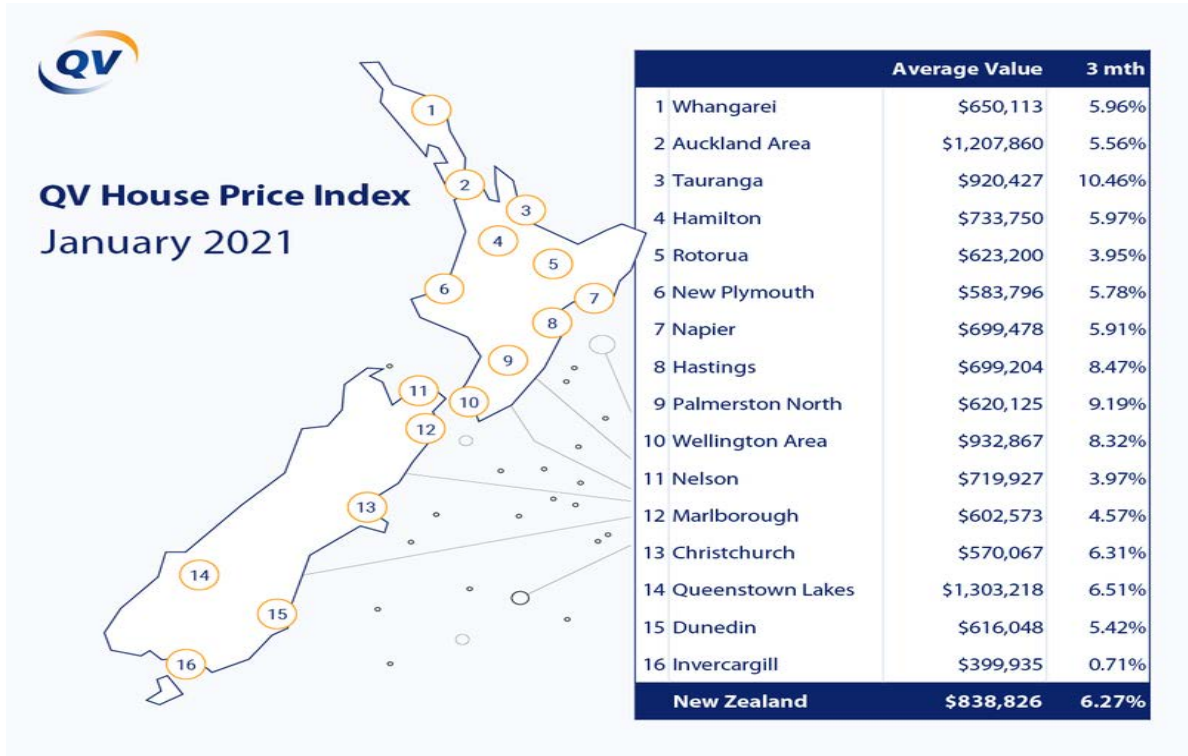 QV
QV House Price Index
January 2021
1
2
3
4
5
6
7
8
9
10
11
12
13
14
15
16
Average Value 3 mth
1 Whangarei $650,113 5.96%
2 Auckland Area $1,207,860 5.56%
3 Tauranga $920,427 10.46%
4 Hamilton $733,750 5.97%
5 Rotorua $623,200 3.95%
6 New Plymouth $583,796 5.78%
7 Napier $699,478 5.91%
8 Hastings $699,204 8.47%
9 Palmerston North $620,125 9.19%
10 Wellington Area $932,867 8.32%
11 Nelson $719,927 3.97%
12 Marlborough $602,573 4.57%
13 Christchurch $570,067 6.31%
14 Queenstown Lakes $1,303,218 6.51%
15 Dunedin $616,048 5.42%
16 Invercargill $399,935 0.71%
New Zealand $838,826 6.27%